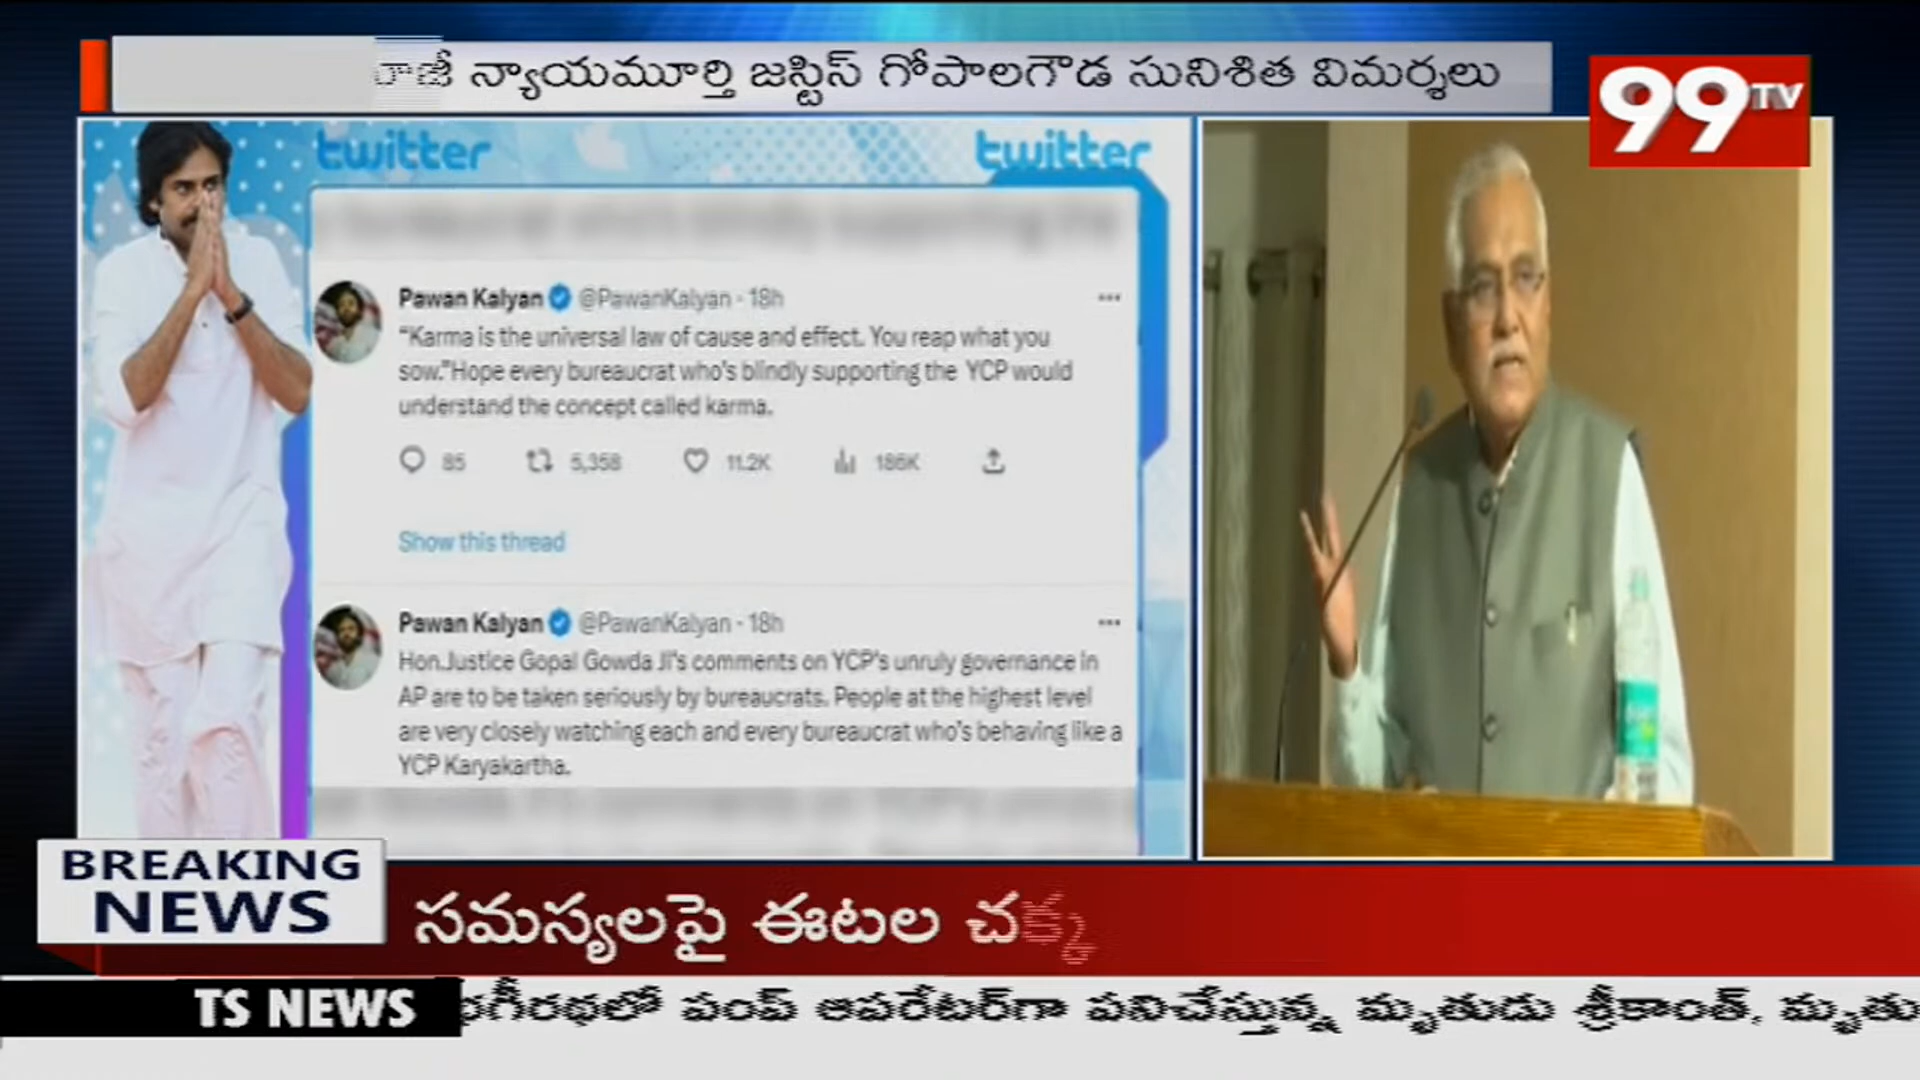 న్యాయమూర్తి జస్టిస్ గోపాలగౌడ సునిశిత విమర్శలు
99TV
twitter twitter
Pawan Kalyan @PawanKalyan · 18h
“Karma is the universal law of cause and effect. You reap what you
sow.”Hope every bureaucrat who's blindly supporting the YCP would
understand the concept called karma.
85 5,358 11.2K 186K
Show this thread
Pawan Kalyan @PawanKalyan · 18h
Hon.Justice Gopal Gowda Ji's comments on YCP's unruly governance in
AP are to be taken seriously by bureaucrats. People at the highest level
are very closely watching each and every bureaucrat who's behaving like a
YCP Karyakartha.
BREAKING
NEWS
సమస్యలపై ఈటల చక్క
TS NEWS
పంప్ ఆపరేటర్‌గా పనిచేస్తున్న మృతుడు శ్రీకాంత్.